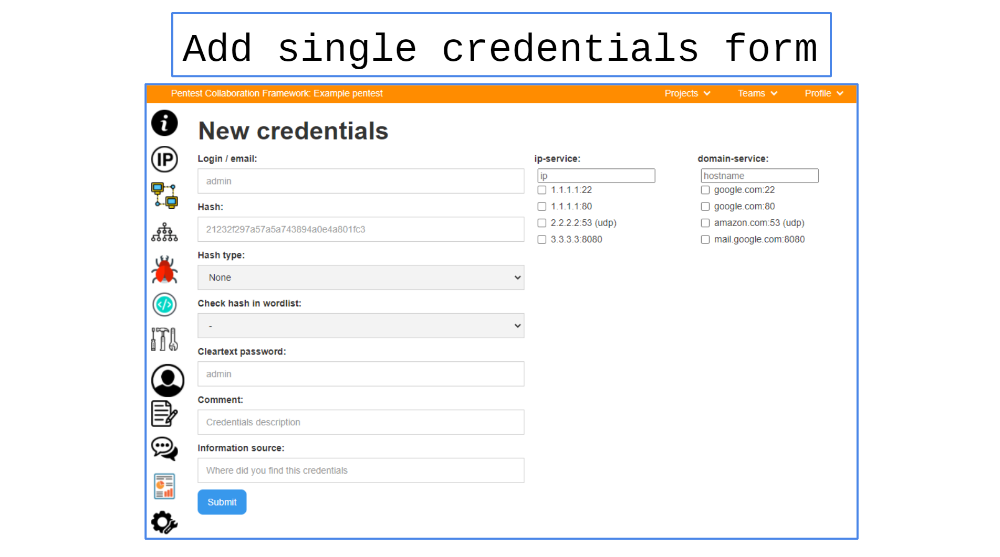 Add single credentials form
Pentest Collaboration Framework: Example pentest
Projects
Teams
Profile
IP
New credentials
Login / email:
admin
Hash:
21232f297a57a5a743894a0e4a801fc3
Hash type:
None
Check hash in wordlist:
-
Cleartext password:
admin
Comment:
Credentials description
Information source:
Where did you find this credentials
Submit
ip-service:
ip
1.1.1.1:22
1.1.1.1:80
2.2.2.2:53 (udp)
3.3.3.3:8080
domain-service:
hostname
google.com:22
google.com:80
amazon.com:53 (udp)
mail.google.com:8080